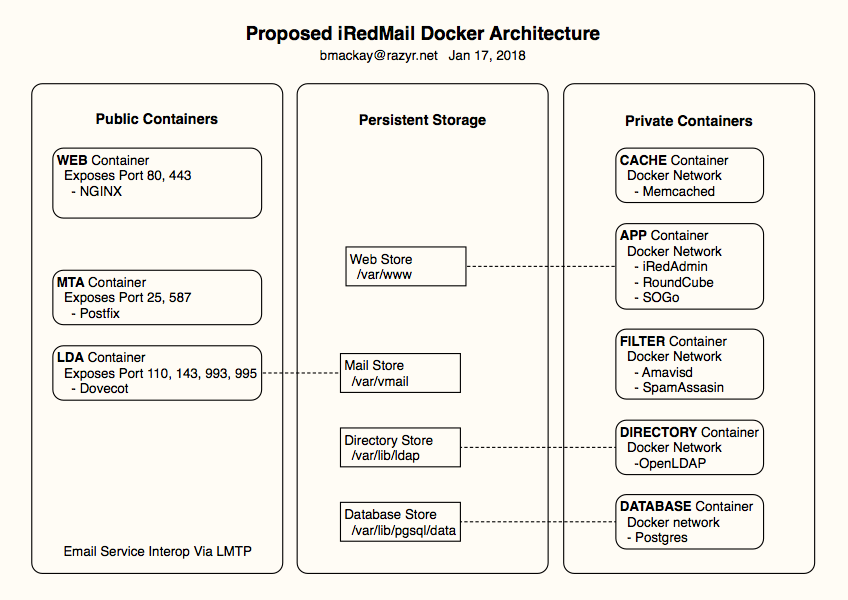 Proposed iRedMail Docker Architecture
bmackay@razyr.net Jan 17, 2018
Public Containers
WEB Container
Exposes Port 80, 443
- NGINX
MTA Container
Exposes Port 25, 587
- Postfix
LDA Container
Exposes Port 110, 143, 993, 995
- Dovecot
Email Service Interop Via LMTP
Persistent Storage
Web Store
/var/www
Mail Store
/var/vmail
Directory Store
/var/lib/ldap
Database Store
/var/lib/pgsql/data
Private Containers
CACHE Container
Docker Network
- Memcached
APP Container
Docker Network
- iRedAdmin
- RoundCube
- SOGo
FILTER Container
Docker Network
- Amavisd
- SpamAssasin
DIRECTORY Container
Docker Network
-OpenLDAP
DATABASE Container
Docker network
- Postgres